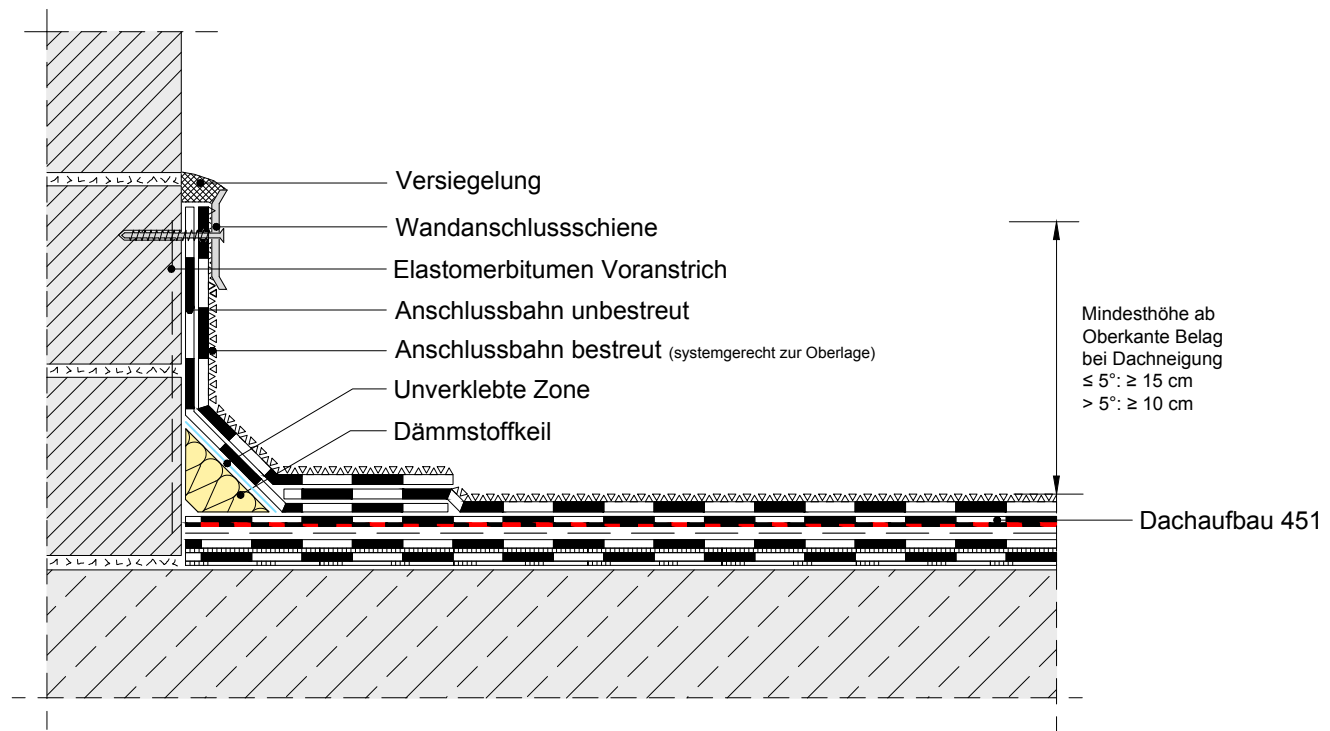 Versiegelung
Wandanschlussschiene
Elastomerbitumen Voranstrich
Anschlussbahn unbestreut
Anschlussbahn bestreut (systemgerecht zur Oberlage)
Unverklebte Zone
Dämmstoffkeil
Mindesthöhe ab
Oberkante Belag
bei Dachneigung
≤ 5°: ≥ 15 cm
> 5°: ≥ 10 cm
Dachaufbau 451